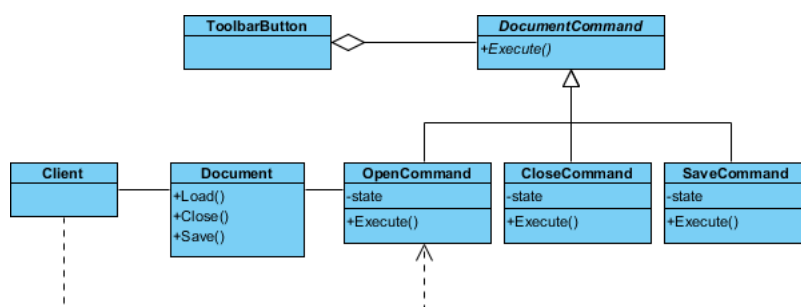 ToolbarButton
DocumentCommand
+Execute()
Client
Document
+Load()
+Close()
+Save()
OpenCommand
-state
+Execute()
CloseCommand
-state
+Execute()
SaveCommand
-state
+Execute()